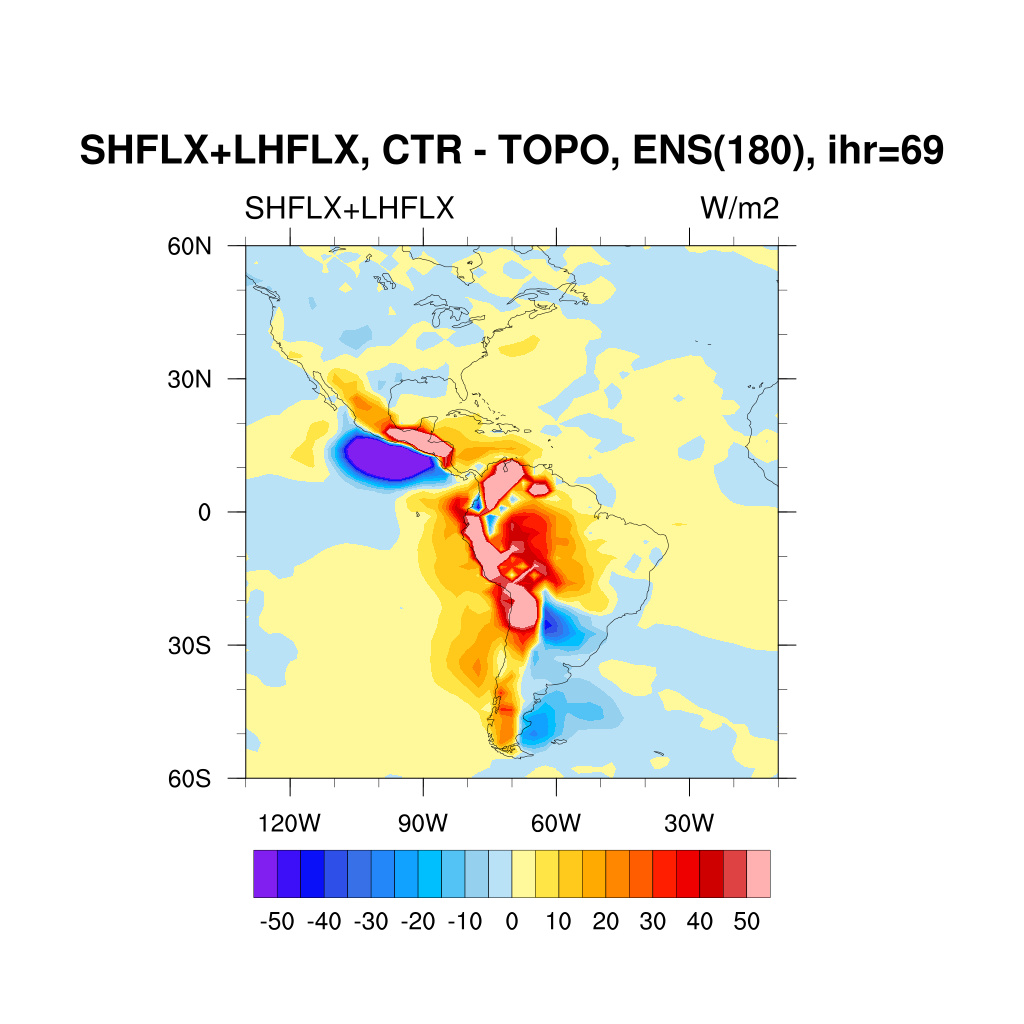 SHFLX+LHFLX, CTR - TOPO, ENS(180), ihr=69
SHFLX+LHFLX W/m2
60N
30N
0
30S
60S
120W 90W 60W 30W
-50 -40 -30 -20 -10 0 10 20 30 40 50